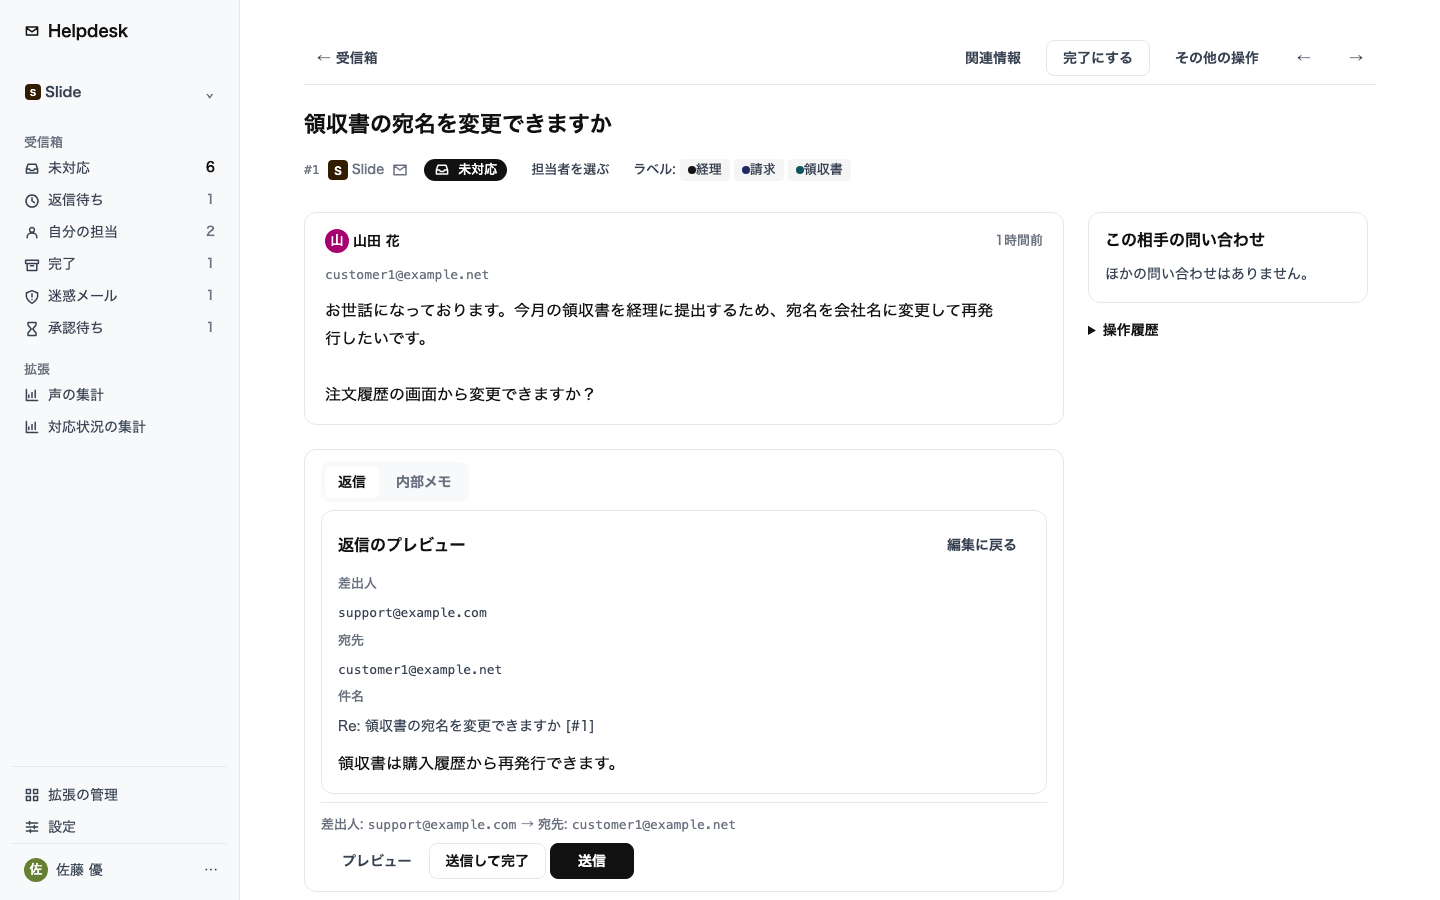 Helpdesk
S Slide
受信箱
未対応 6
返信待ち 1
自分の担当 2
完了 1
迷惑メール 1
承認待ち 1
拡張
声の集計
対応状況の集計
拡張の管理
設定
佐 佐藤 優 …
← 受信箱
関連情報 完了にする その他の操作 ← →
領収書の宛名を変更できますか
#1 S Slide 未対応 担当者を選ぶ ラベル: 経理 請求 領収書
山 山田 花 1時間前
customer1@example.net
お世話になっております。今月の領収書を経理に提出するため、宛名を会社名に変更して再発
行したいです。
注文履歴の画面から変更できますか？
返信 内部メモ
返信のプレビュー 編集に戻る
差出人
support@example.com
宛先
customer1@example.net
件名
Re: 領収書の宛名を変更できますか [#1]
領収書は購入履歴から再発行できます。
差出人: support@example.com → 宛先: customer1@example.net
プレビュー 送信して完了 送信
この相手の問い合わせ
ほかの問い合わせはありません。
▶ 操作履歴